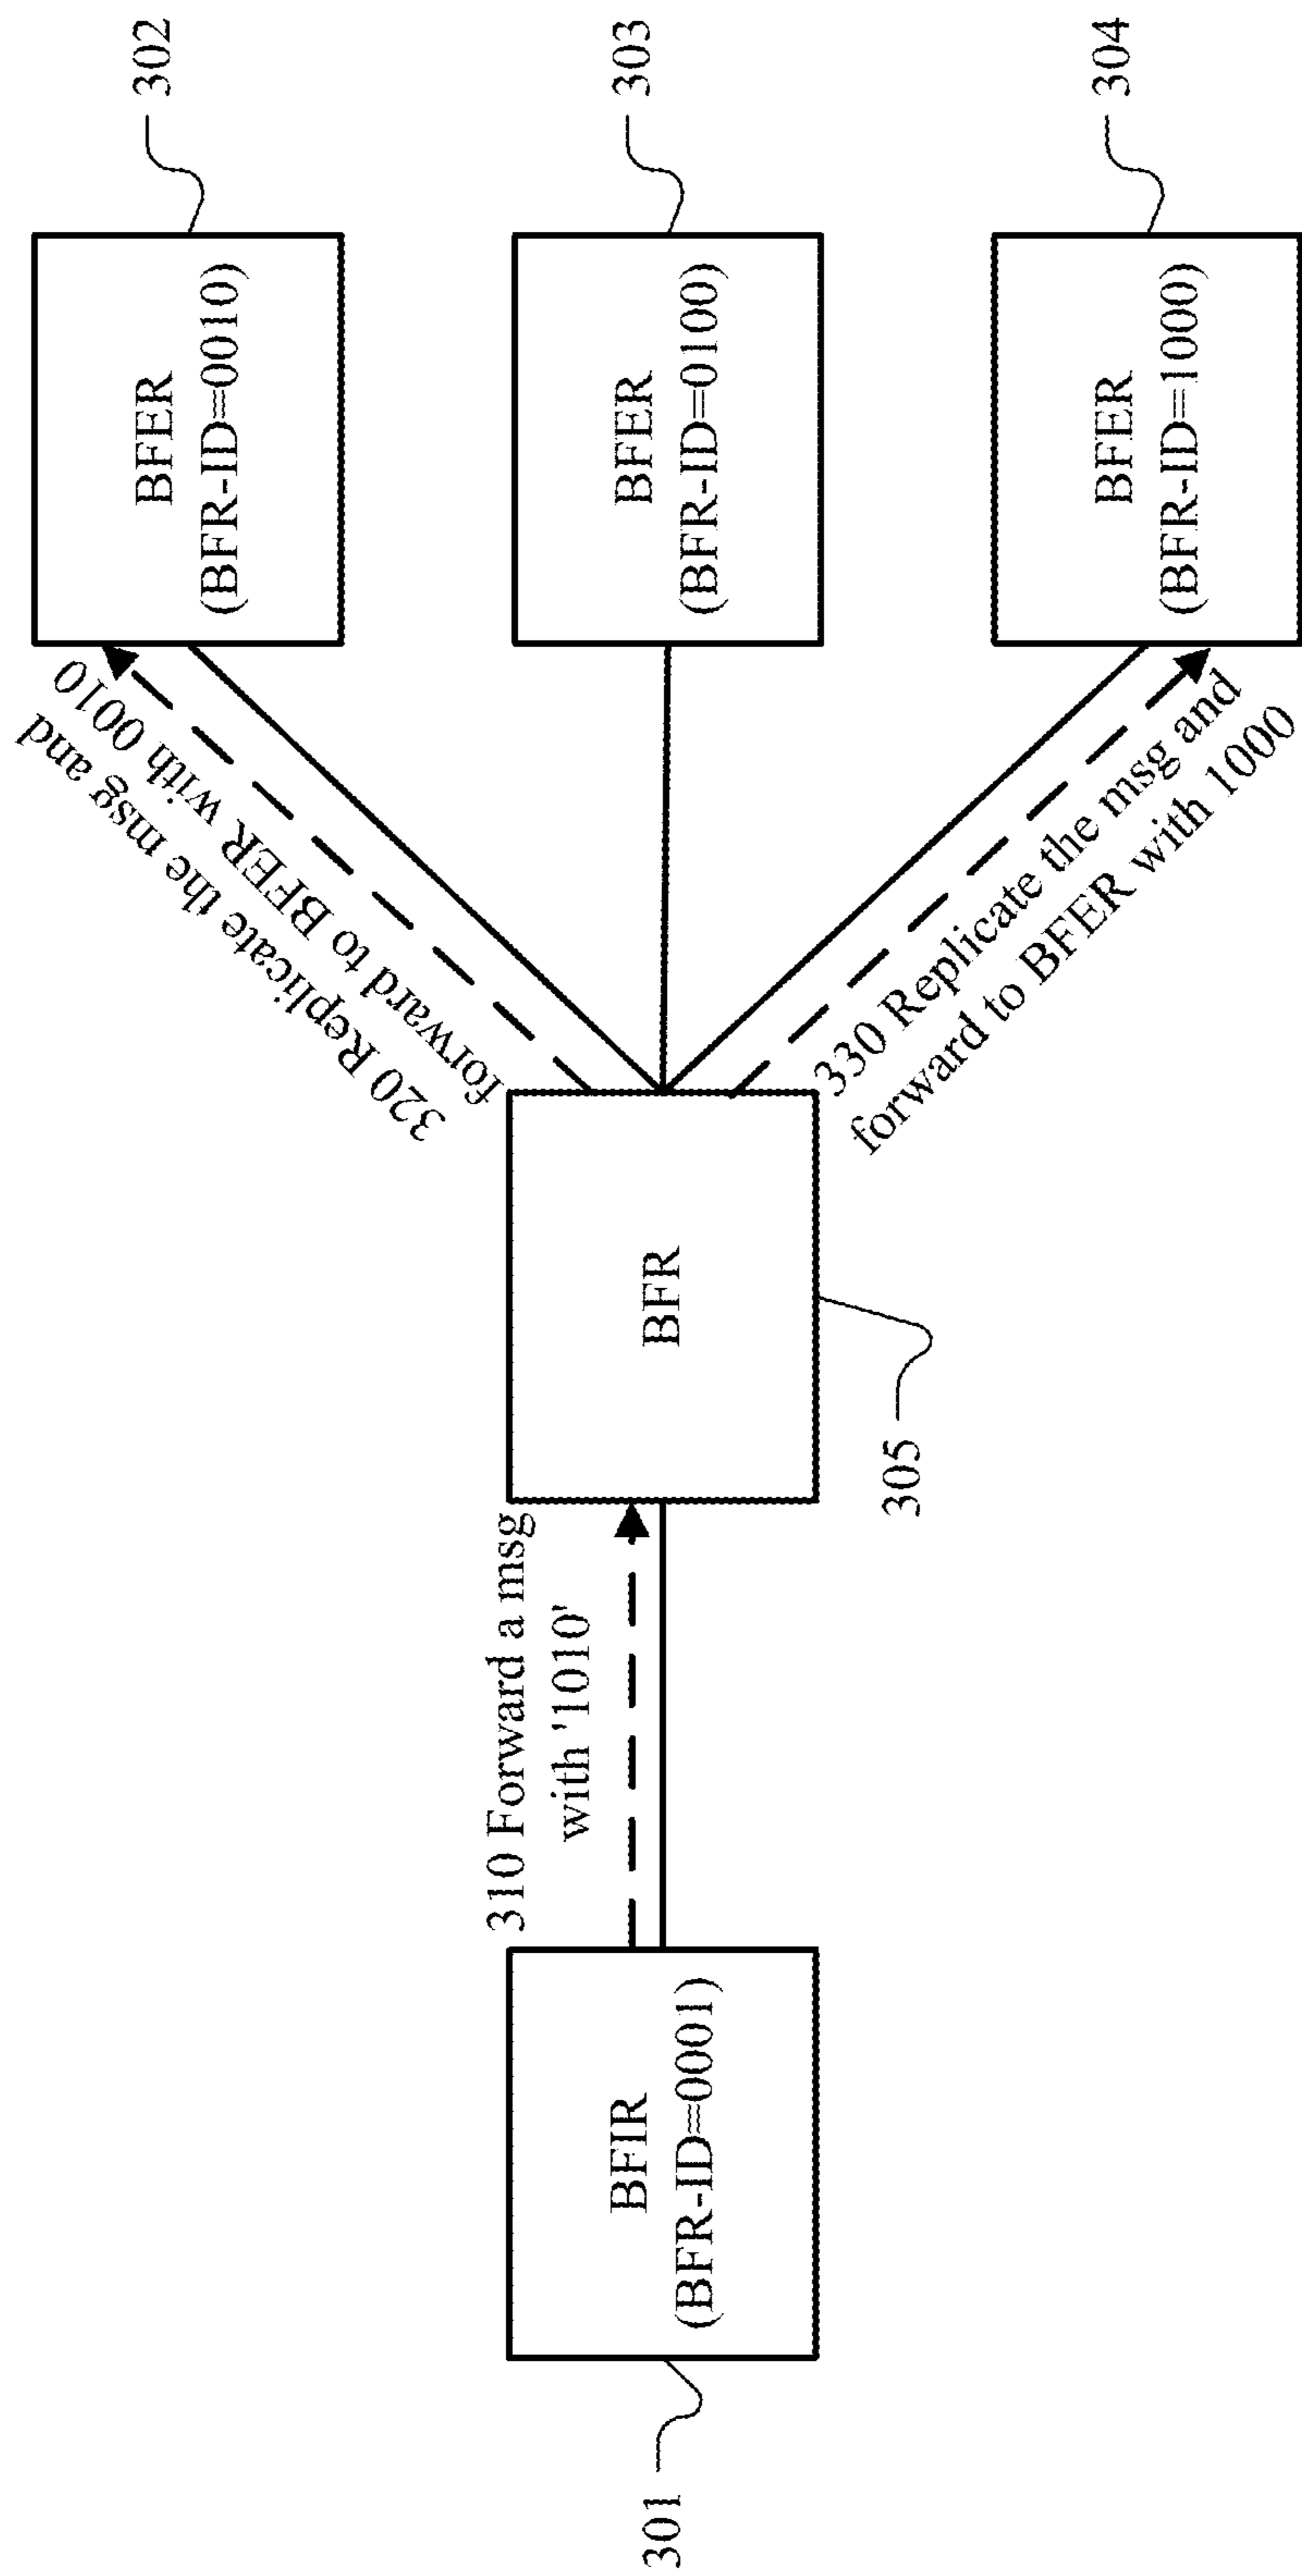 BFIR
(BFR-ID=0001)
301
310 Forward a msg
with '1010'
BFR
305
320 Replicate the msg and
forward to BFER with 0010
330 Replicate the msg and
forward to BFER with 1000
BFER
(BFR-ID=0010)
302
BFER
(BFR-ID=0100)
303
BFER
(BFR-ID=1000)
304